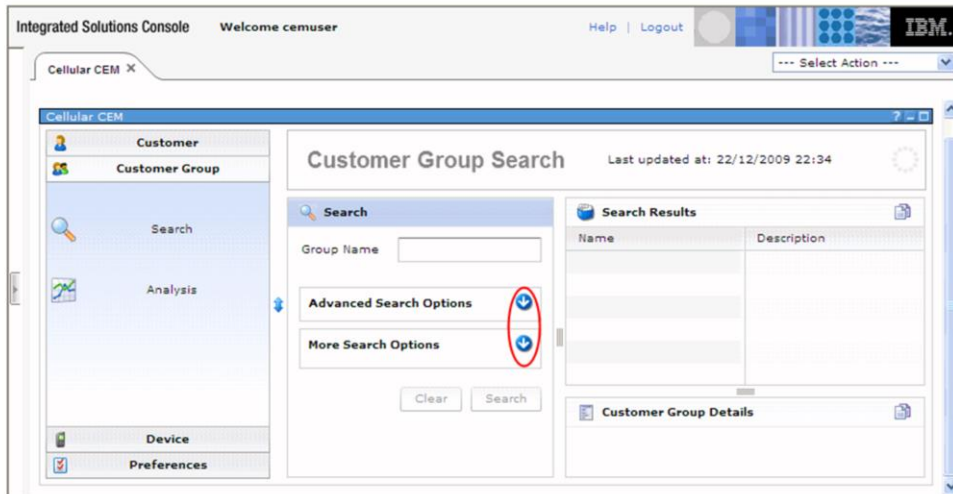 Integrated Solutions Console Welcome cemuser Help | Logout IBM.
Cellular CEM ✕ --- Select Action ---
Cellular CEM ? – □
Customer
Customer Group
Search
Analysis
Device
Preferences
Customer Group Search Last updated at: 22/12/2009 22:34
Search
Group Name
Advanced Search Options
More Search Options
Clear Search
Search Results
Name Description
Customer Group Details